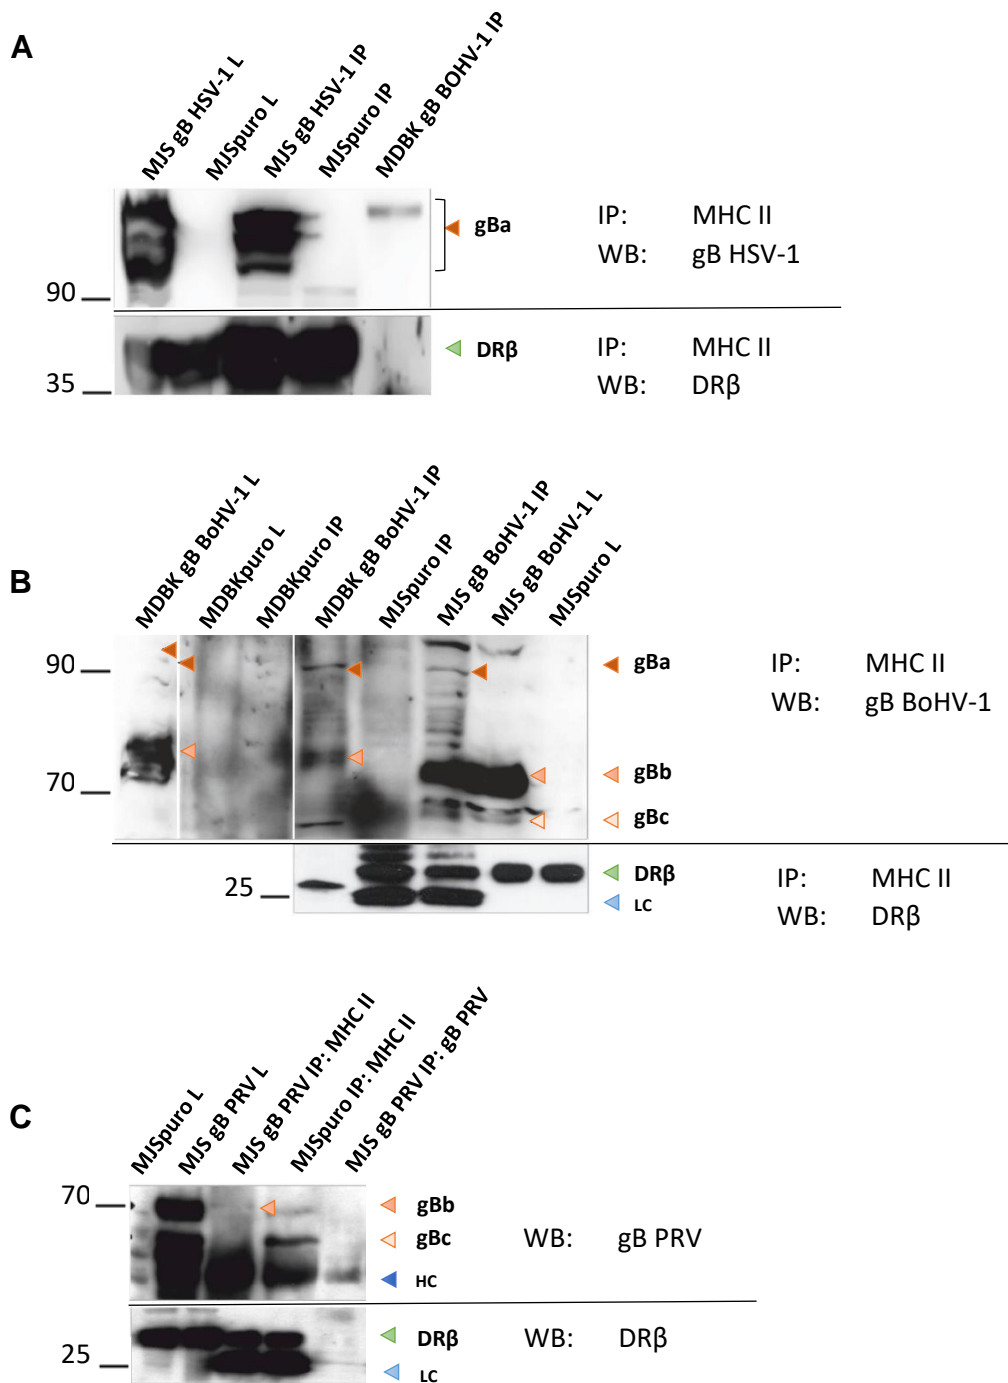 A
MJS gB HSV-1 L
MJSpuro L
MJS gB HSV-1 IP
MJSpuro IP
MDBK gB BOHV-1 IP
gBa
IP: MHC II
WB: gB HSV-1
90
DRβ
IP: MHC II
WB: DRβ
35
B
MDBK gB BoHV-1 L
MDBKpuro L
MDBKpuro IP
MDBK gB BoHV-1 IP
MJSpuro IP
MJS gB BoHV-1 IP
MJS gB BoHV-1 L
MJSpuro L
90
gBa
IP: MHC II
WB: gB BoHV-1
gBb
70
gBc
DRβ
IP: MHC II
25
LC
WB: DRβ
C
MJSpuro L
MJS gB PRV L
MJS gB PRV IP: MHC II
MJSpuro IP: MHC II
MJS gB PRV IP: gB PRV
70
gBb
gBc
WB: gB PRV
HC
DRβ
WB: DRβ
25
LC